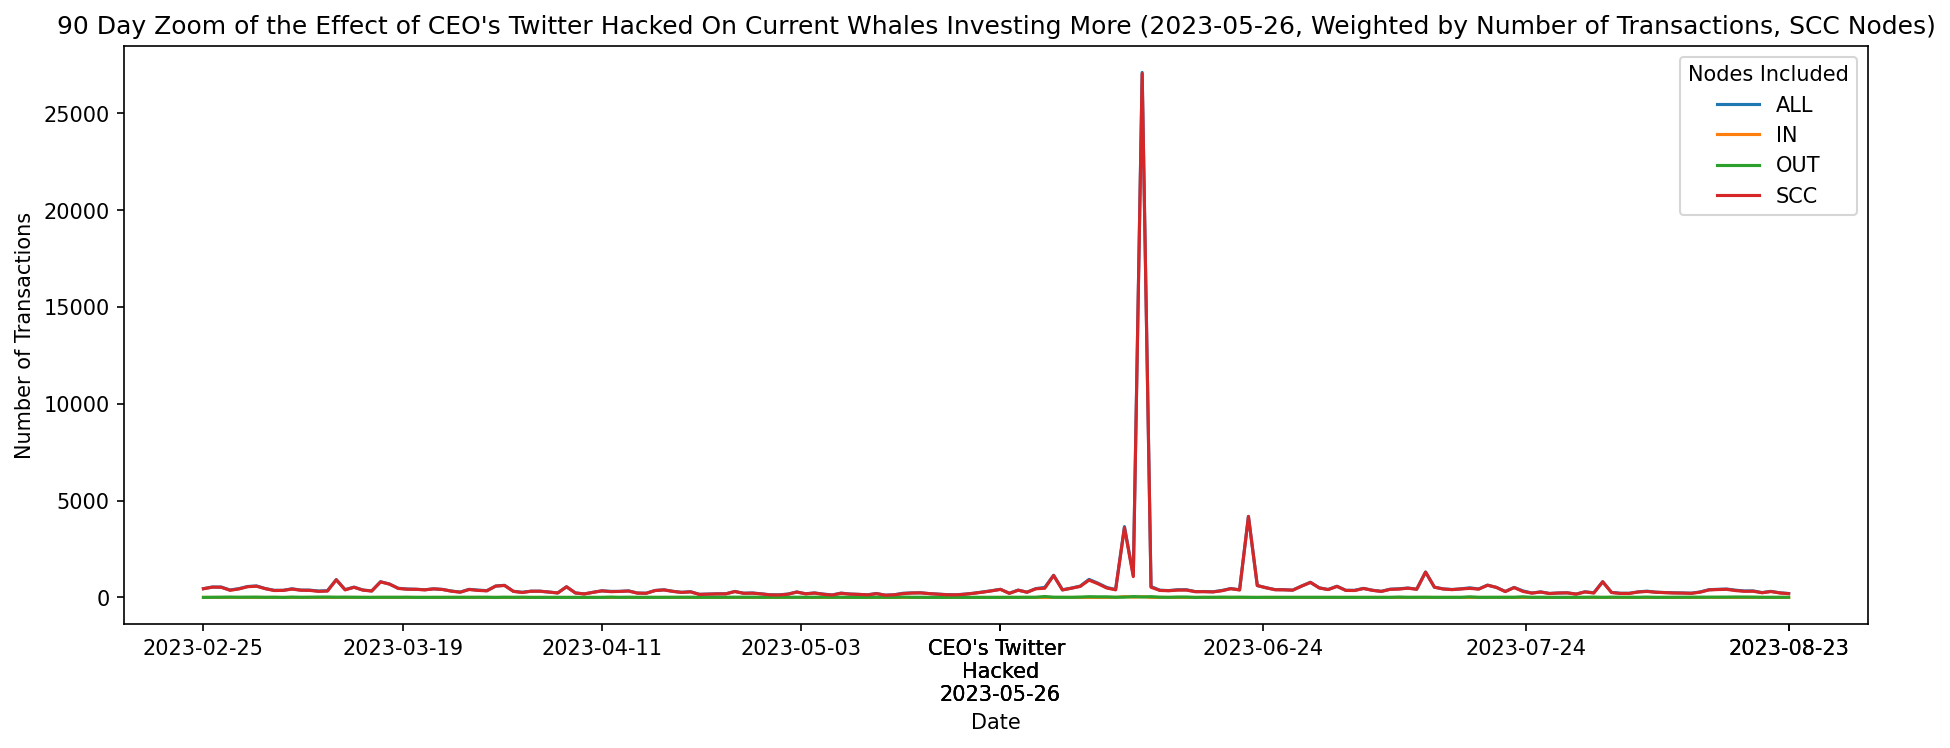 90 Day Zoom of the Effect of CEO's Twitter Hacked On Current Whales Investing More (2023-05-26, Weighted by Number of Transactions, SCC Nodes)
Nodes Included
ALL
IN
OUT
SCC
Number of Transactions
25000
20000
15000
10000
5000
0
2023-02-25
2023-03-19
2023-04-11
2023-05-03
CEO's Twitter
Hacked
2023-05-26
2023-06-24
2023-07-24
2023-08-23
Date